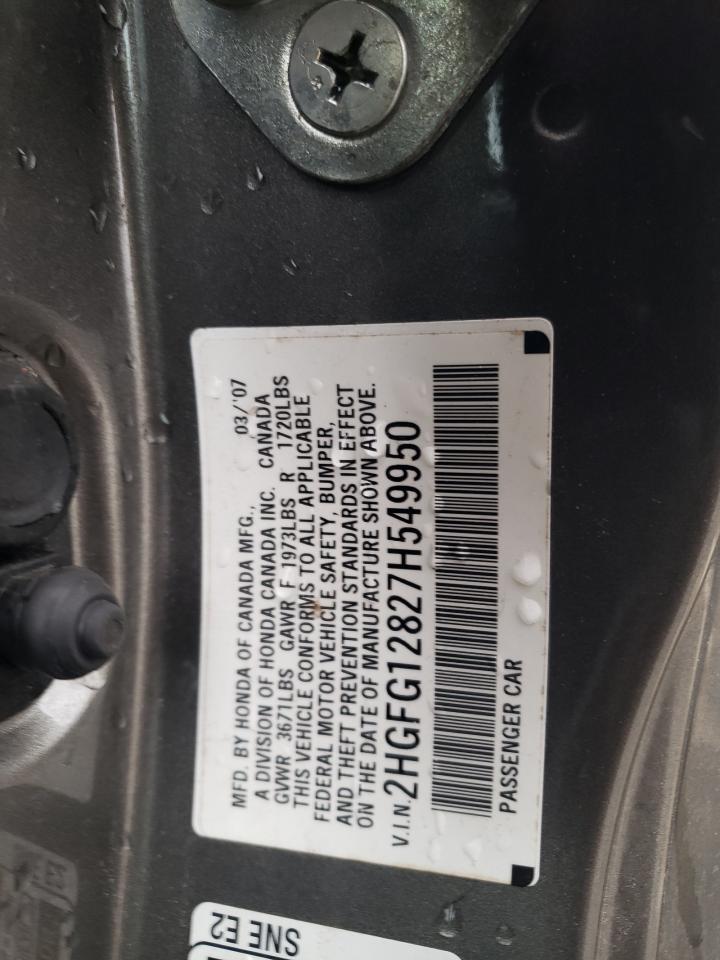 MFD. BY HONDA OF CANADA MFG., 03/'07
A DIVISION OF HONDA CANADA INC. CANADA
GVWR 3671LBS GAWR F 1973LBS R 1720LBS
THIS VEHICLE CONFORMS TO ALL APPLICABLE
FEDERAL MOTOR VEHICLE SAFETY, BUMPER,
AND THEFT PREVENTION STANDARDS IN EFFECT
ON THE DATE OF MANUFACTURE SHOWN ABOVE.
V.I.N. 2HGFG12827H549950
PASSENGER CAR
SNE E2